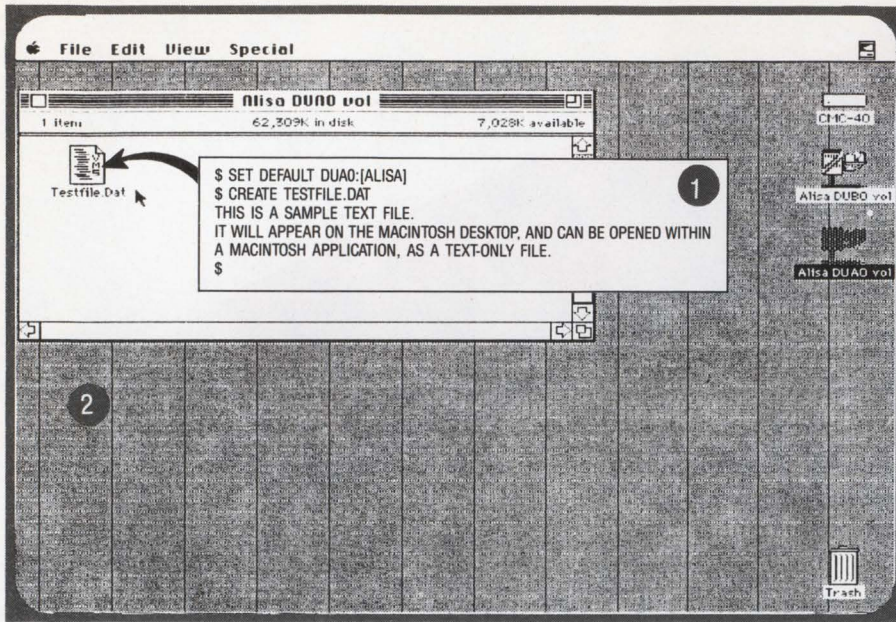 File Edit View Special
Alisa DUA0 vol
1 item 62,309K in disk 7,028K available
CMC-40
Testfile.Dat
$ SET DEFAULT DUA0:[ALISA]
$ CREATE TESTFILE.DAT
THIS IS A SAMPLE TEXT FILE.
IT WILL APPEAR ON THE MACINTOSH DESKTOP, AND CAN BE OPENED WITHIN
A MACINTOSH APPLICATION, AS A TEXT-ONLY FILE.
$
1
Alisa DUB0 vol
Alisa DUA0 vol
2
Trash